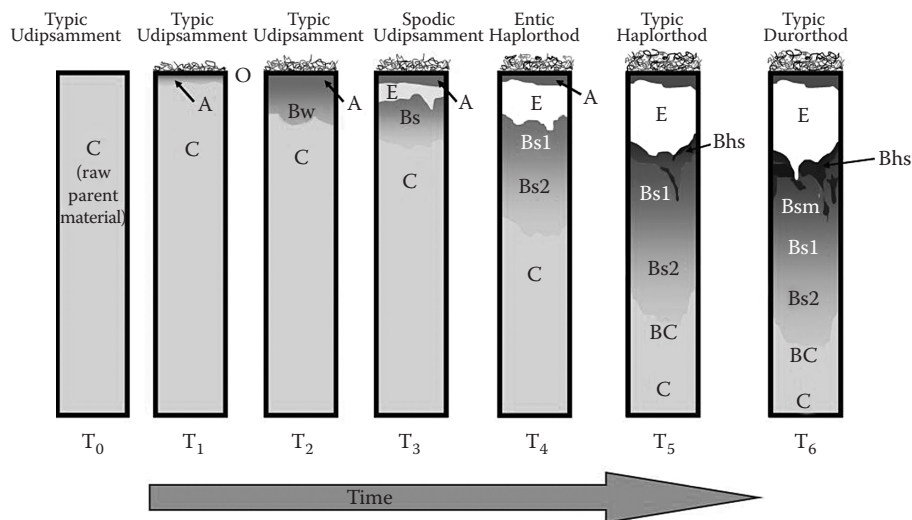 Typic
Udipsamment
Typic
Udipsamment
Typic
Udipsamment
Spodic
Udipsamment
Entic
Haplorthod
Typic
Haplorthod
Typic
Durorthod
C
(raw
parent
material)
A
C
O
A
Bw
C
A
E
Bs
C
A
E
Bs1
Bs2
C
E
Bhs
Bs1
Bs2
BC
C
E
Bhs
Bsm
Bs1
Bs2
BC
C
T0 T1 T2 T3 T4 T5 T6
Time